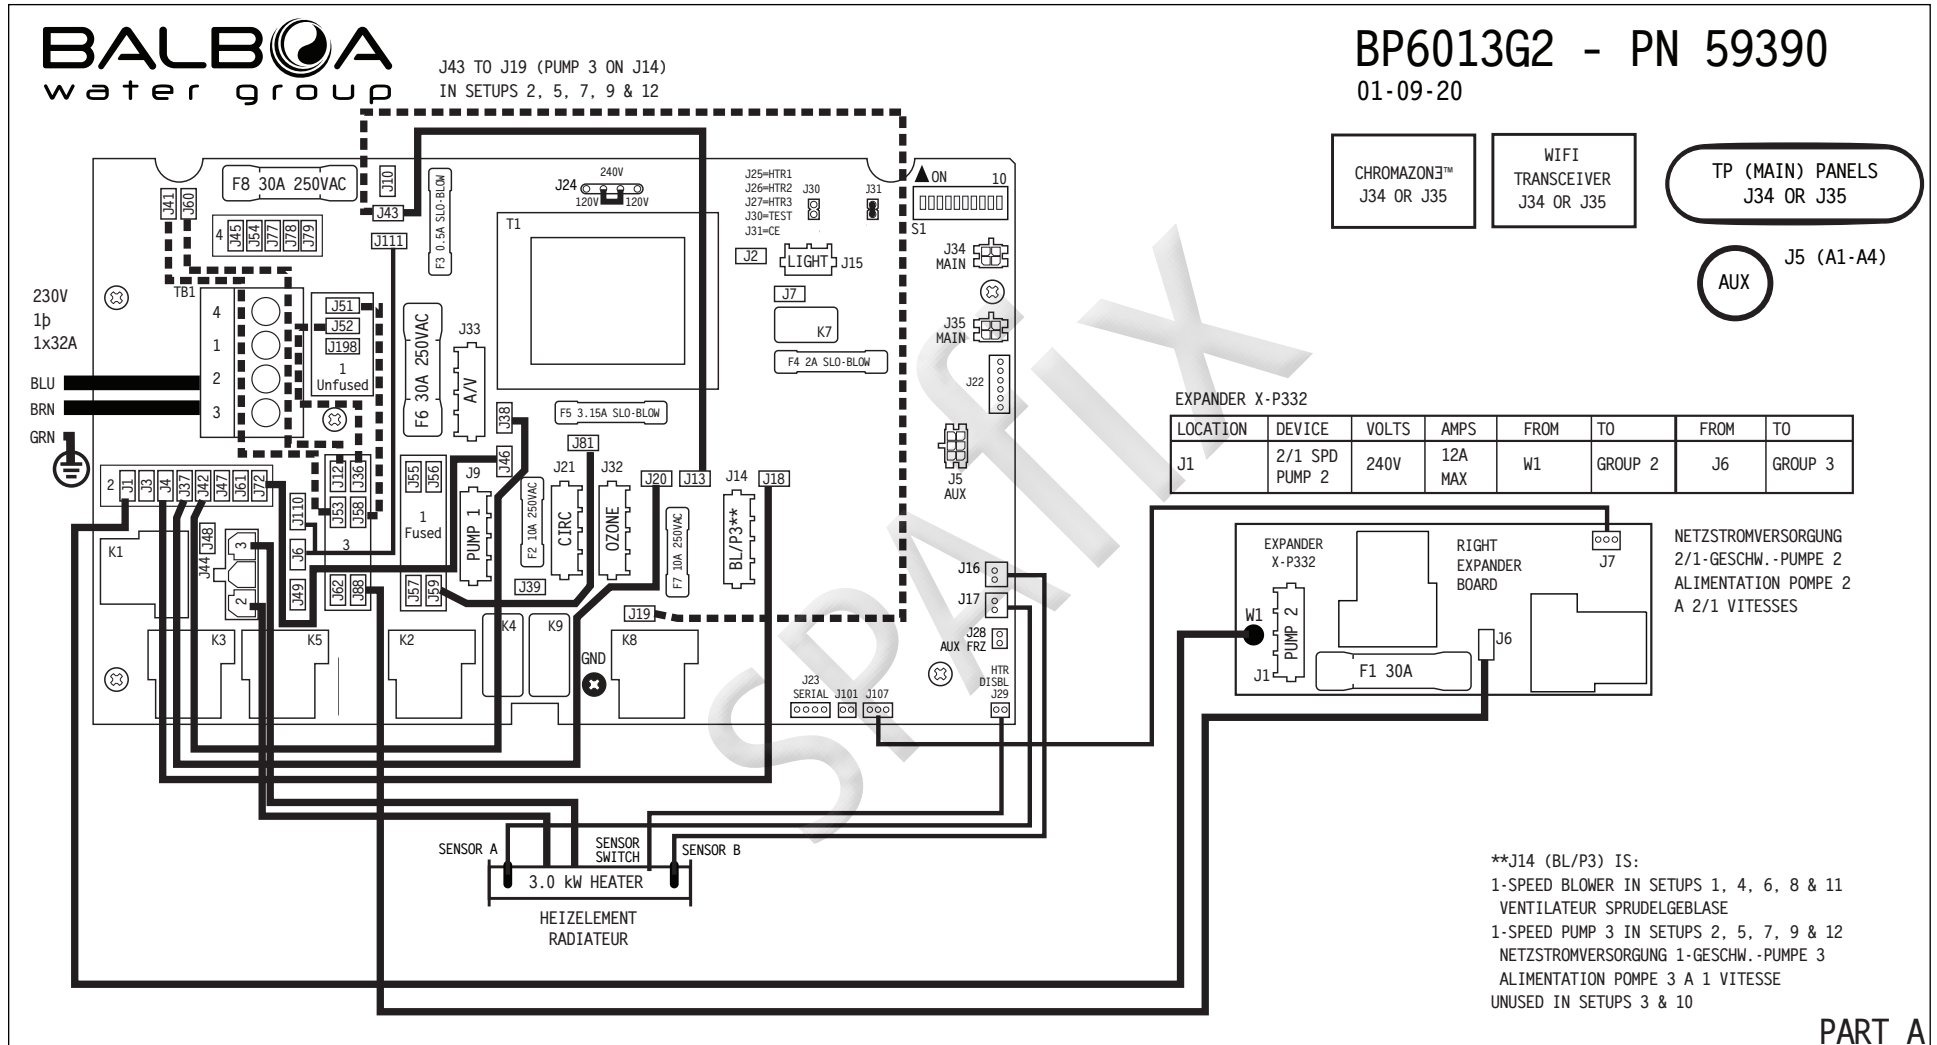 BALBOA
water group
J43 TO J19 (PUMP 3 ON J14)
IN SETUPS 2, 5, 7, 9 & 12
BP6013G2 - PN 59390
01-09-20
CHROMAZONE™
J34 OR J35
WIFI
TRANSCEIVER
J34 OR J35
TP (MAIN) PANELS
J34 OR J35
AUX
J5 (A1-A4)
F8 30A 250VAC
J10
F3 0.5A SLO-BLOW
J24
240V
120V
120V
J25=HTR1
J26=HTR2
J27=HTR3
J30=TEST
J31=CE
J30
J31
ON
10
S1
J41
J60
J43
J111
4
J45
J54
J77
J78
J79
T1
J2
LIGHT
J15
J34
MAIN
J7
K7
J35
MAIN
F4 2A SLO-BLOW
J22
J5
AUX
230V
1þ
1x32A
BLU
BRN
GRN
TB1
4
1
2
3
J51
J52
J198
1
Unfused
F6 30A 250VAC
J33
A/V
J38
F5 3.15A SLO-BLOW
J81
J46
2
J1
J3
J4
J37
J42
J47
J61
J72
J12
J36
J53
J58
3
J62
J88
J55
J56
1
Fused
J57
J59
J9
PUMP 1
F2 10A 250VAC
J21
CIRC
J32
OZONE
J20
J13
J14
BL/P3**
J18
F7 10A 250VAC
J39
J19
J110
J6
J49
K1
J48
J44
3
2
K3
K5
K2
K4
K9
GND
K8
J16
J17
J28
AUX FRZ
HTR
DISBL
J29
J23
SERIAL
J101
J107
SENSOR A
SENSOR
SWITCH
SENSOR B
3.0 kW HEATER
HEIZELEMENT
RADIATEUR
EXPANDER X-P332
LOCATION DEVICE VOLTS AMPS FROM TO FROM TO
J1 2/1 SPD PUMP 2 240V 12A MAX W1 GROUP 2 J6 GROUP 3
EXPANDER
X-P332
RIGHT
EXPANDER
BOARD
J7
W1
PUMP 2
J1
F1 30A
J6
NETZSTROMVERSORGUNG
2/1-GESCHW.-PUMPE 2
ALIMENTATION POMPE 2
A 2/1 VITESSES
**J14 (BL/P3) IS:
1-SPEED BLOWER IN SETUPS 1, 4, 6, 8 & 11
VENTILATEUR SPRUDELGEBLASE
1-SPEED PUMP 3 IN SETUPS 2, 5, 7, 9 & 12
NETZSTROMVERSORGUNG 1-GESCHW.-PUMPE 3
ALIMENTATION POMPE 3 A 1 VITESSE
UNUSED IN SETUPS 3 & 10
PART A
SPAfix